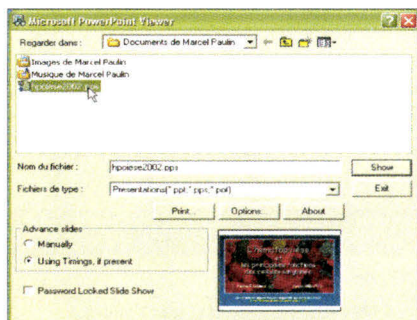 Microsoft PowerPoint Viewer
Regarder dans : Documents de Marcel Paulin
Images de Marcel Paulin
Musique de Marcel Paulin
hpoiese2002.pps
Nom du fichier : hpoiese2002.pps Show
Fichiers de type : Presentations(*.ppt;*.pps;*.pot) Exit
Print... Options... About
Advance slides
Manually
Using Timings, if present
Password Locked Slide Show